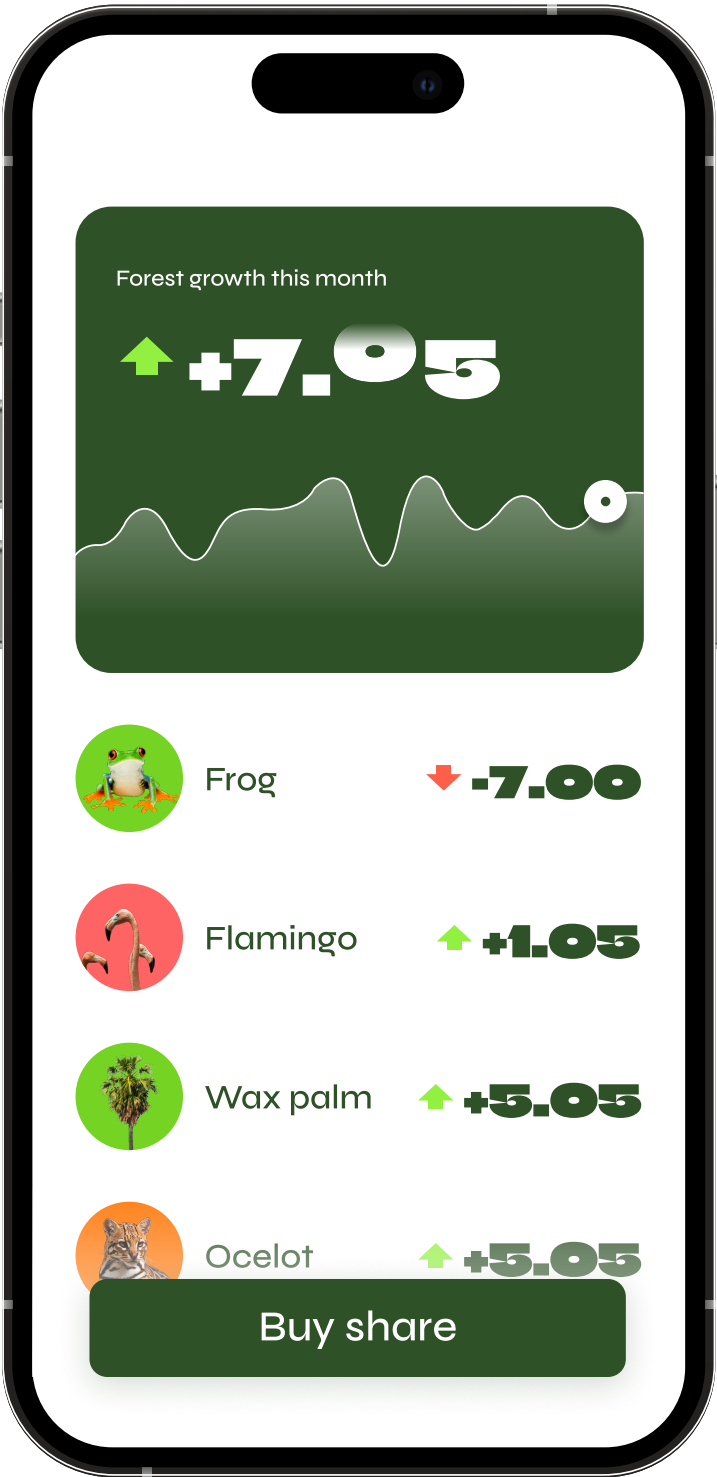 Forest growth this month
+7.05
Frog -7.00
Flamingo +1.05
Wax palm +5.05
Ocelot +5.05
Buy share